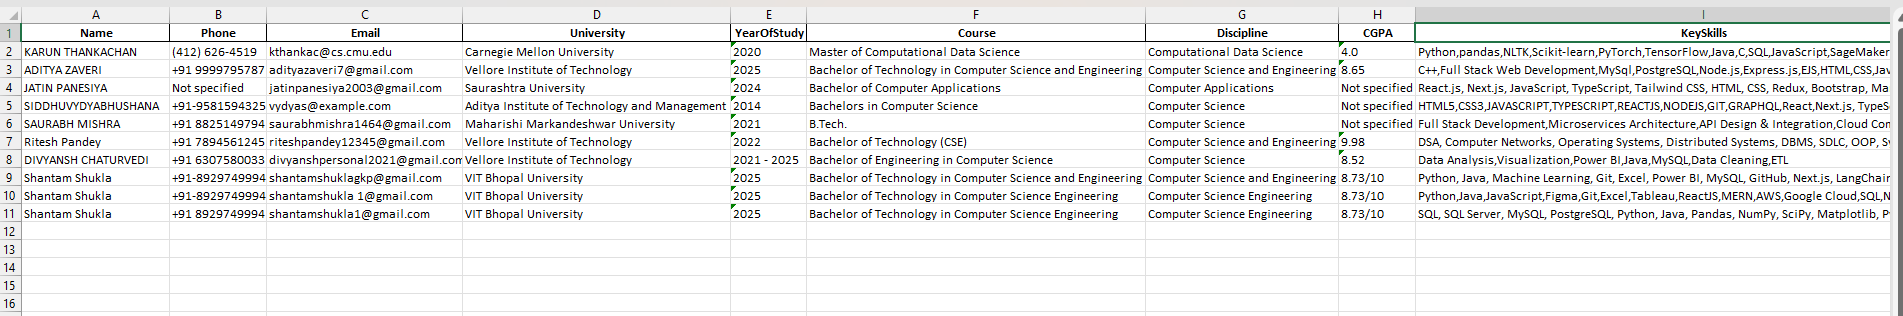 A B C D E F G H I
1 Name Phone Email University YearOfStudy Course Discipline CGPA KeySkills
2 KARUN THANKACHAN (412) 626-4519 kthankac@cs.cmu.edu Carnegie Mellon University 2020 Master of Computational Data Science Computational Data Science 4.0 Python,pandas,NLTK,Scikit-learn,PyTorch,TensorFlow,Java,C,SQL,JavaScript,SageMaker
3 ADITYA ZAVERI +91 9999795787 adityazaveri7@gmail.com Vellore Institute of Technology 2025 Bachelor of Technology in Computer Science and Engineering Computer Science and Engineering 8.65 C++,Full Stack Web Development,MySql,PostgreSQL,Node.js,Express.js,EJS,HTML,CSS,Jav
4 JATIN PANESIYA Not specified jatinpanesiya2003@gmail.com Saurashtra University 2024 Bachelor of Computer Applications Computer Applications Not specified React.js, Next.js, JavaScript, TypeScript, Tailwind CSS, HTML, CSS, Redux, Bootstrap, Ma
5 SIDDHUVYDYABHUSHANA +91-9581594325 vydyas@example.com Aditya Institute of Technology and Management 2014 Bachelors in Computer Science Computer Science Not specified HTML5,CSS3,JAVASCRIPT,TYPESCRIPT,REACTJS,NODEJS,GIT,GRAPHQL,React,Next.js, TypeS
6 SAURABH MISHRA +91 8825149794 saurabhmishra1464@gmail.com Maharishi Markandeshwar University 2021 B.Tech. Computer Science Not specified Full Stack Development,Microservices Architecture,API Design & Integration,Cloud Com
7 Ritesh Pandey +91 7894561245 riteshpandey12345@gmail.com Vellore Institute of Technology 2022 Bachelor of Technology (CSE) Computer Science and Engineering 9.98 DSA, Computer Networks, Operating Systems, Distributed Systems, DBMS, SDLC, OOP,
8 DIVYANSH CHATURVEDI +91 6307580033 divyanshpersonal2021@gmail.com Vellore Institute of Technology 2021 - 2025 Bachelor of Engineering in Computer Science Computer Science 8.52 Data Analysis,Visualization,Power BI,Java,MySQL,Data Cleaning,ETL
9 Shantam Shukla +91-8929749994 shantamshuklagkp@gmail.com VIT Bhopal University 2025 Bachelor of Technology in Computer Science and Engineering Computer Science and Engineering 8.73/10 Python, Java, Machine Learning, Git, Excel, Power BI, MySQL, GitHub, Next.js, LangChair
10 Shantam Shukla +91-8929749994 shantamshukla 1@gmail.com VIT Bhopal University 2025 Bachelor of Technology in Computer Science Engineering Computer Science Engineering 8.73/10 Python,Java,JavaScript,Figma,Git,Excel,Tableau,ReactJS,MERN,AWS,Google Cloud,SQL,N
11 Shantam Shukla +91 8929749994 shantamshukla1@gmail.com VIT Bhopal University 2025 Bachelor of Technology in Computer Science Engineering Computer Science Engineering 8.73/10 SQL, SQL Server, MySQL, PostgreSQL, Python, Java, Pandas, NumPy, SciPy, Matplotlib, P
12
13
14
15
16